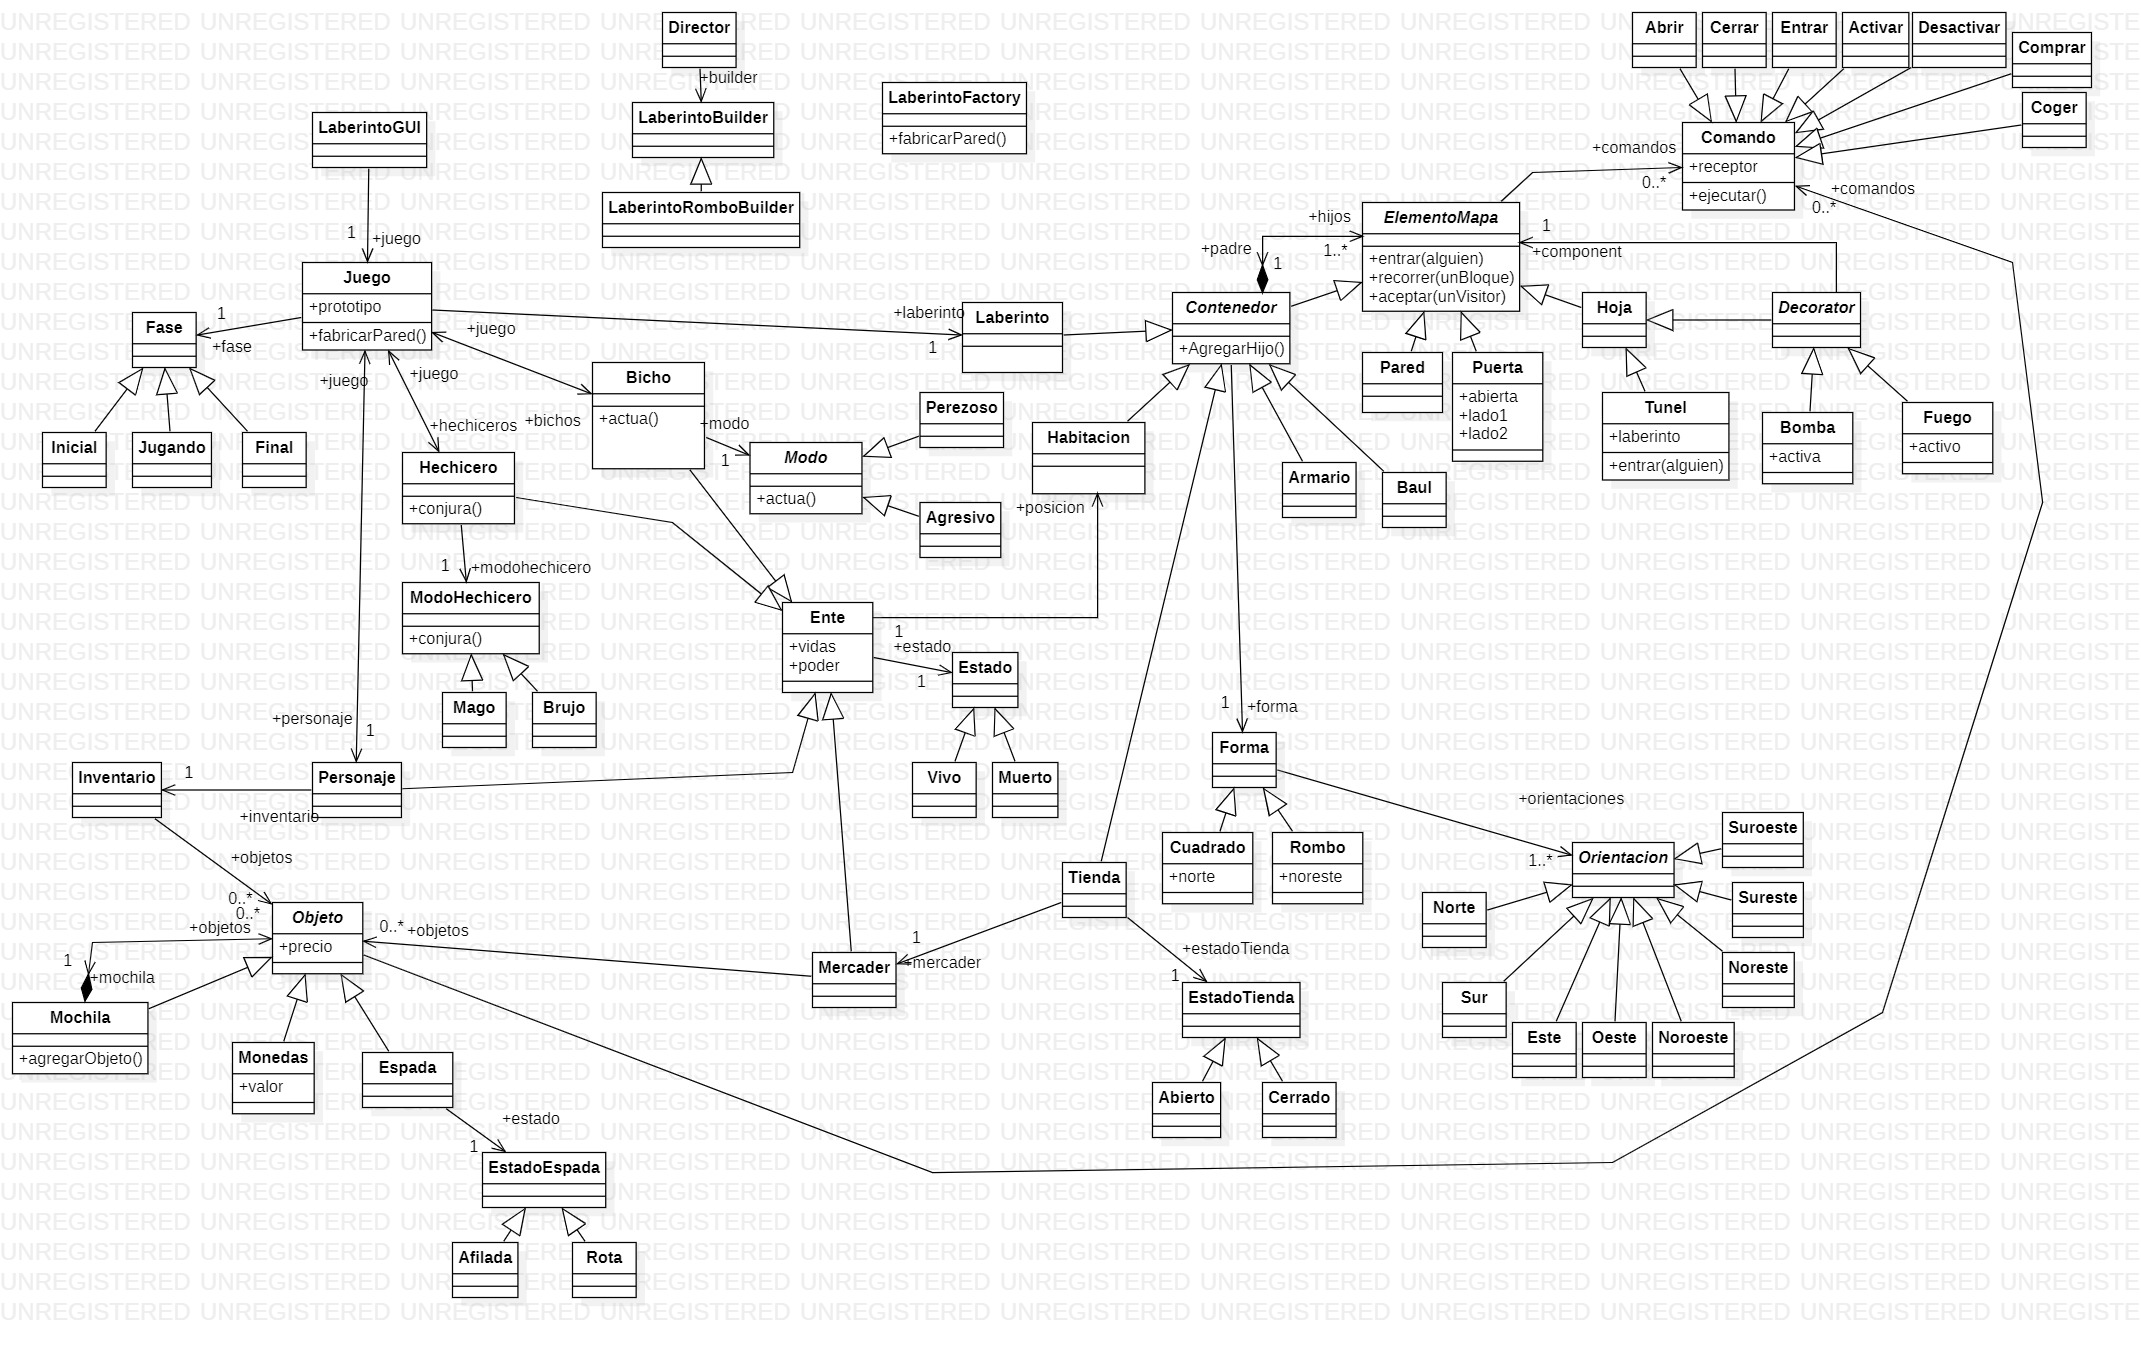 Director
+builder
LaberintoBuilder
LaberintoRomboBuilder
LaberintoFactory
+fabricarPared()
LaberintoGUI
1
+juego
Juego
+prototipo
+fabricarPared()
1
+fase
Fase
Inicial
Jugando
Final
+juego
+juego
+juego
+hechiceros
+bichos
Bicho
+actua()
+modo
1
Modo
+actua()
Perezoso
Agresivo
Hechicero
+conjura()
1
+modohechicero
ModoHechicero
+conjura()
Mago
Brujo
+laberinto
1
Laberinto
Abrir
Cerrar
Entrar
Activar
Desactivar
Comprar
Coger
Comando
+receptor
+ejecutar()
+comandos
0..*
+comandos
0..*
ElementoMapa
+entrar(alguien)
+recorrer(unBloque)
+aceptar(unVisitor)
+hijos
1..*
+padre
1
1
+component
Contenedor
+AgregarHijo()
Hoja
Decorator
Pared
Puerta
+abierta
+lado1
+lado2
Tunel
+laberinto
+entrar(alguien)
Bomba
+activa
Fuego
+activo
Habitacion
Armario
Baul
+posicion
1
Ente
+vidas
+poder
+estado
1
Estado
Vivo
Muerto
+personaje
1
Personaje
1
+inventario
Inventario
+objetos
0..*
0..*
+objetos
1
+mochila
Objeto
+precio
0..*
+objetos
Mochila
+agregarObjeto()
Monedas
+valor
Espada
+estado
1
EstadoEspada
Afilada
Rota
Mercader
1
+mercader
Tienda
+estadoTienda
1
EstadoTienda
Abierto
Cerrado
1
+forma
Forma
Cuadrado
+norte
Rombo
+noreste
+orientaciones
1..*
Orientacion
Suroeste
Sureste
Noreste
Norte
Sur
Este
Oeste
Noroeste
UNREGISTERED